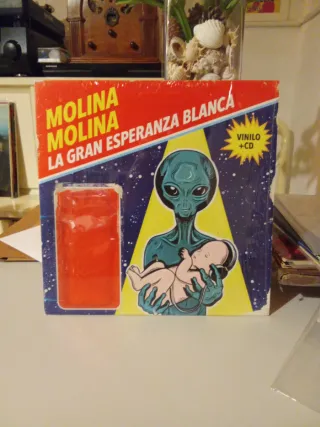 MOLINA
MOLINA
LA GRAN ESPERANZA BLANCA
VINILO
+CD